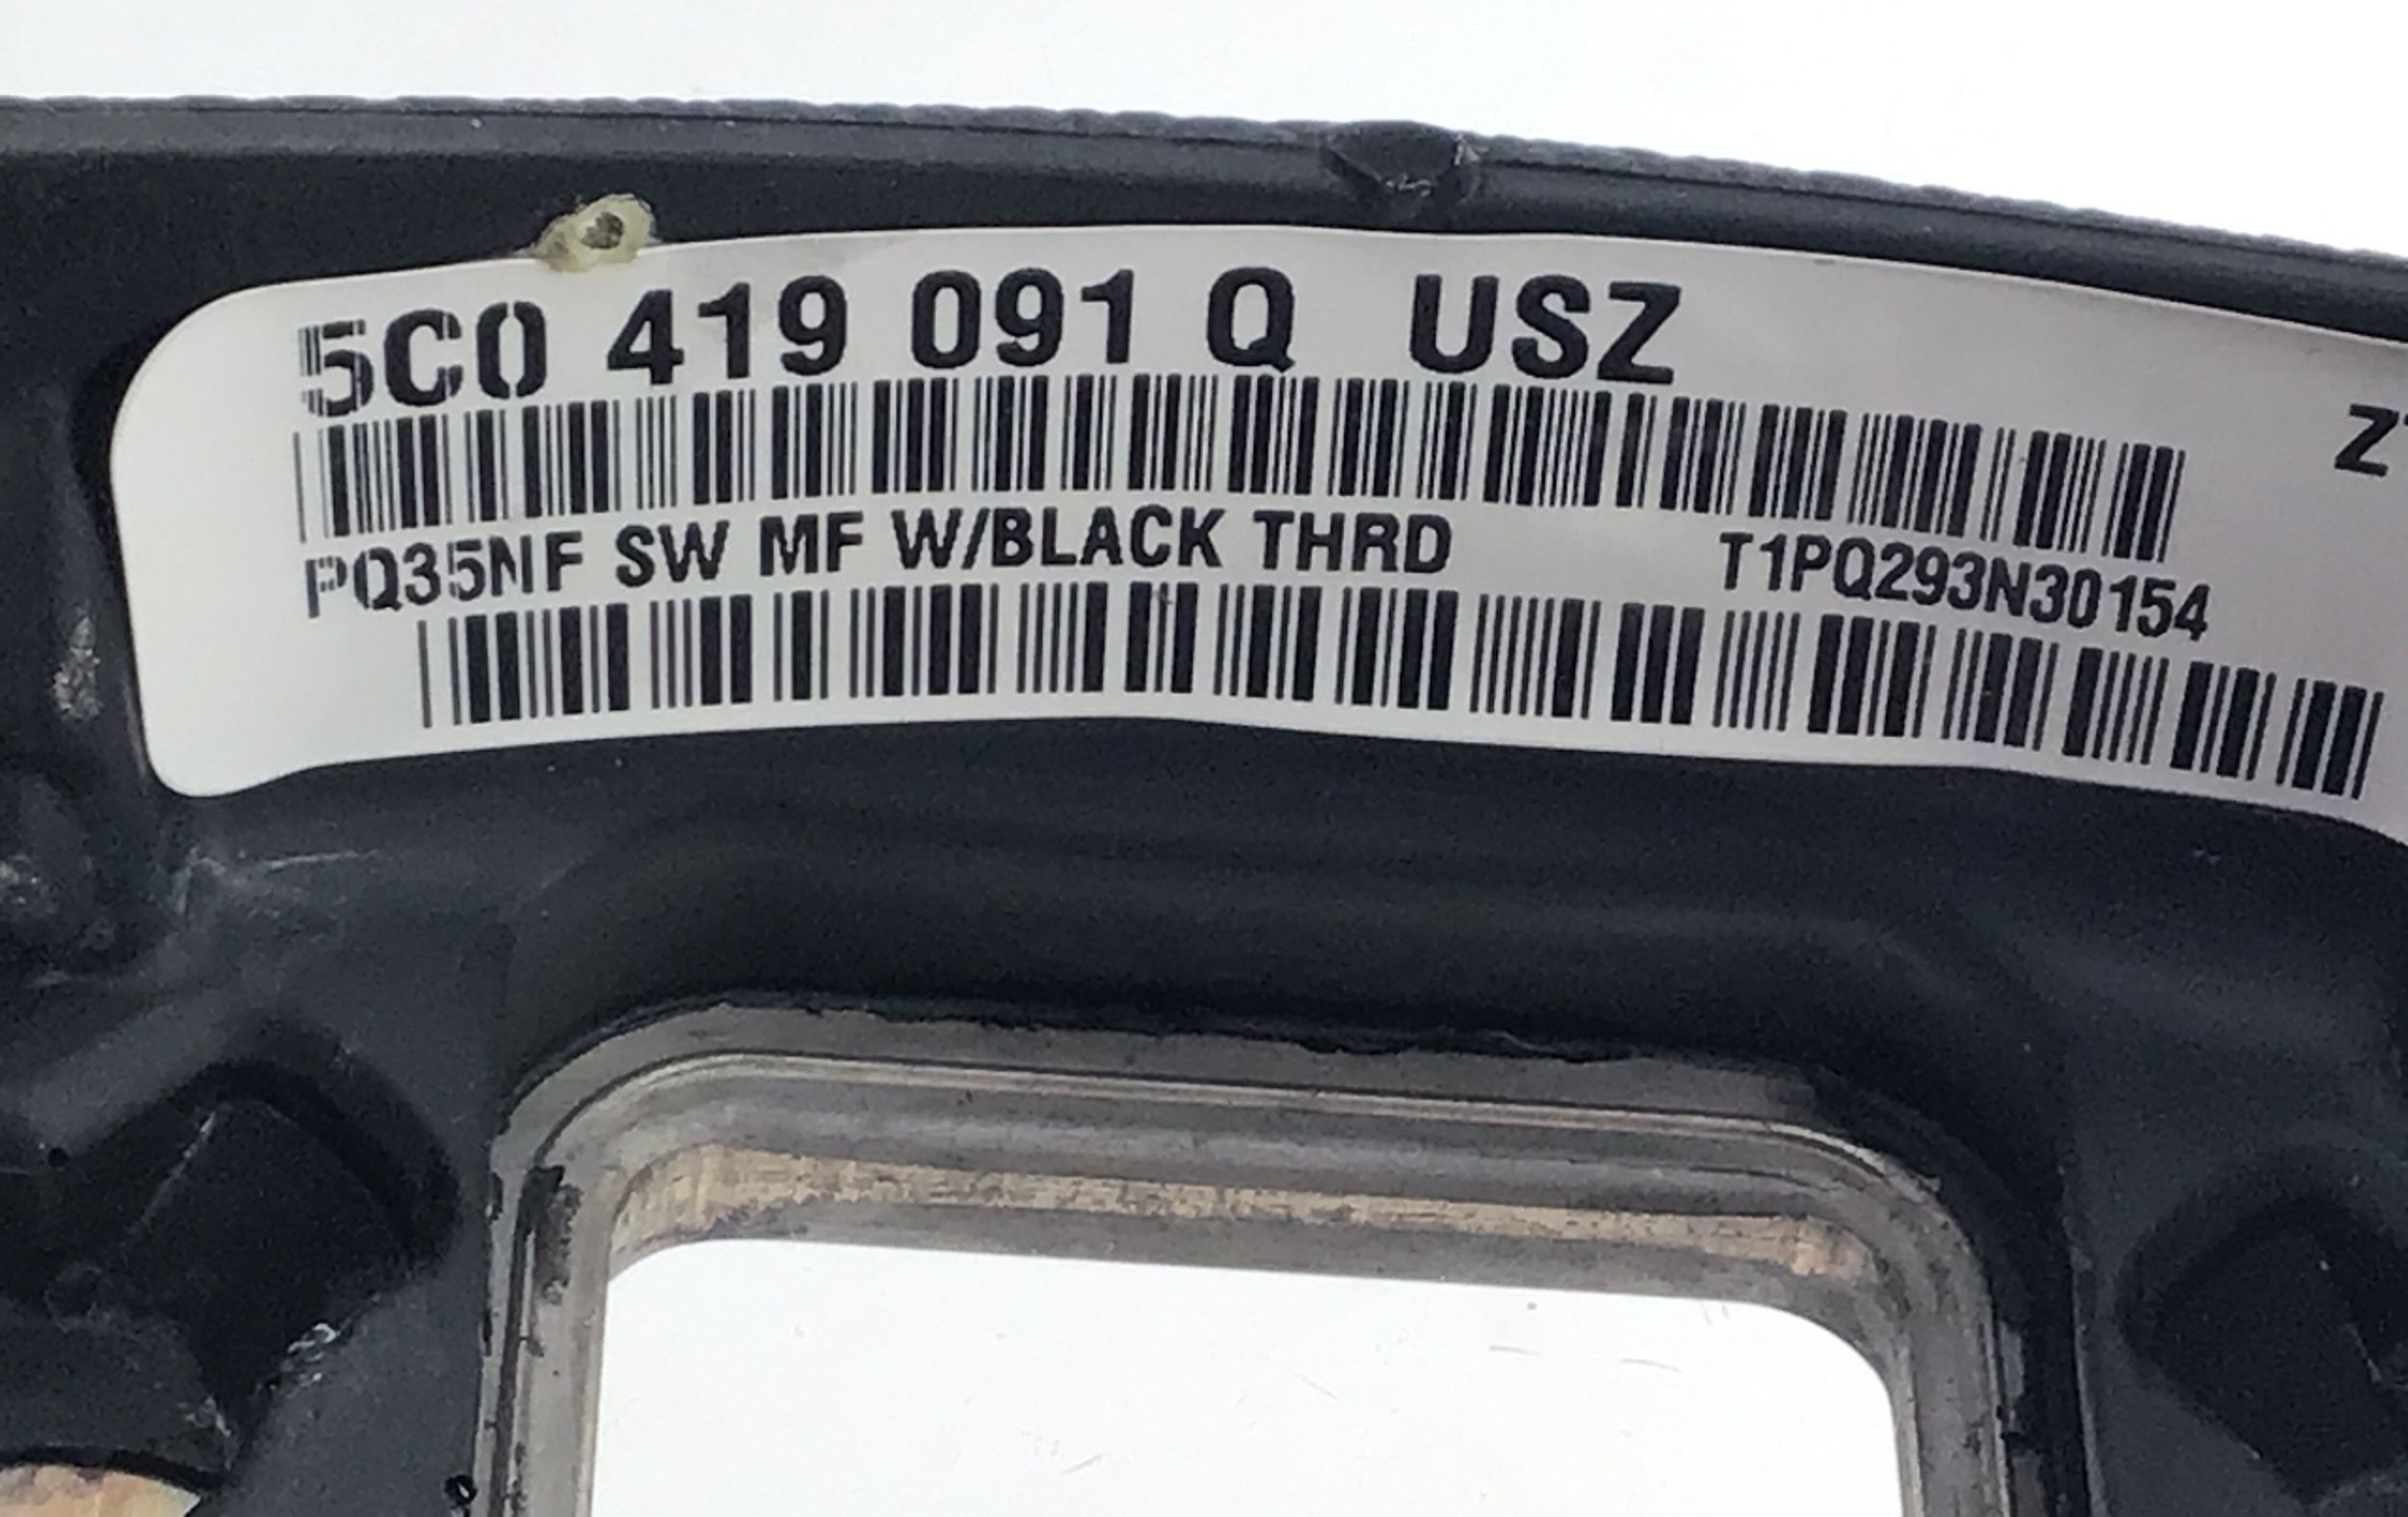 5C0 419 091 Q USZ
PQ35NF SW MF W/BLACK THRD T1PQ293N30154